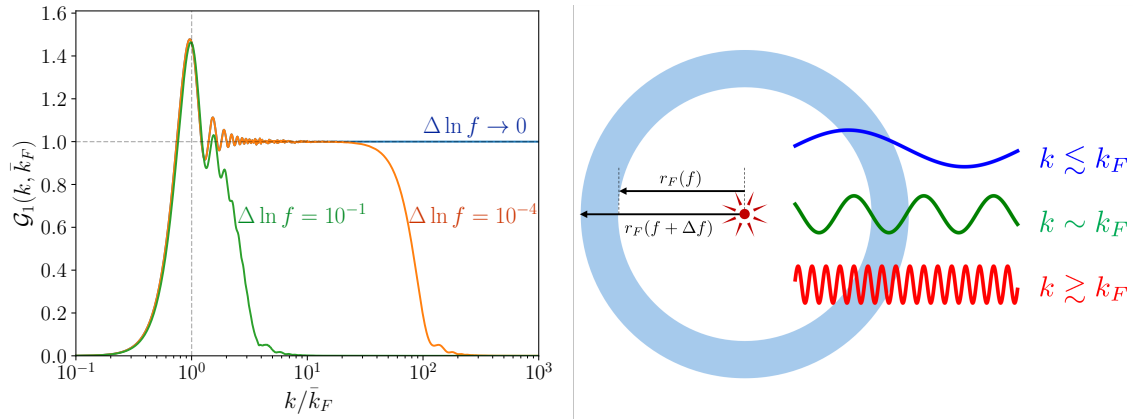 1.6
1.4
1.2
1.0
0.8
0.6
0.4
0.2
0.0
𝒢₁(k, k̄_F)
Δ ln f → 0
Δ ln f = 10⁻¹
Δ ln f = 10⁻⁴
10⁻¹ 10⁰ 10¹ 10² 10³
k/k̄_F
r_F(f)
r_F(f + Δf)
k ≲ k_F
k ∼ k_F
k ≳ k_F